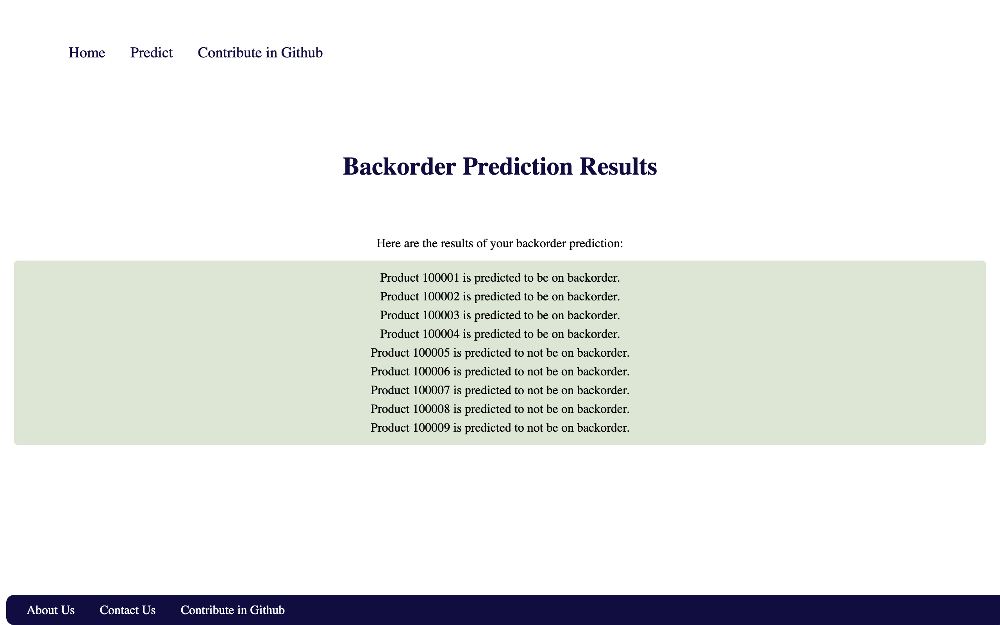 Home Predict Contribute in Github
Backorder Prediction Results
Here are the results of your backorder prediction:
Product 100001 is predicted to be on backorder.
Product 100002 is predicted to be on backorder.
Product 100003 is predicted to be on backorder.
Product 100004 is predicted to be on backorder.
Product 100005 is predicted to not be on backorder.
Product 100006 is predicted to not be on backorder.
Product 100007 is predicted to not be on backorder.
Product 100008 is predicted to not be on backorder.
Product 100009 is predicted to not be on backorder.
About Us Contact Us Contribute in Github